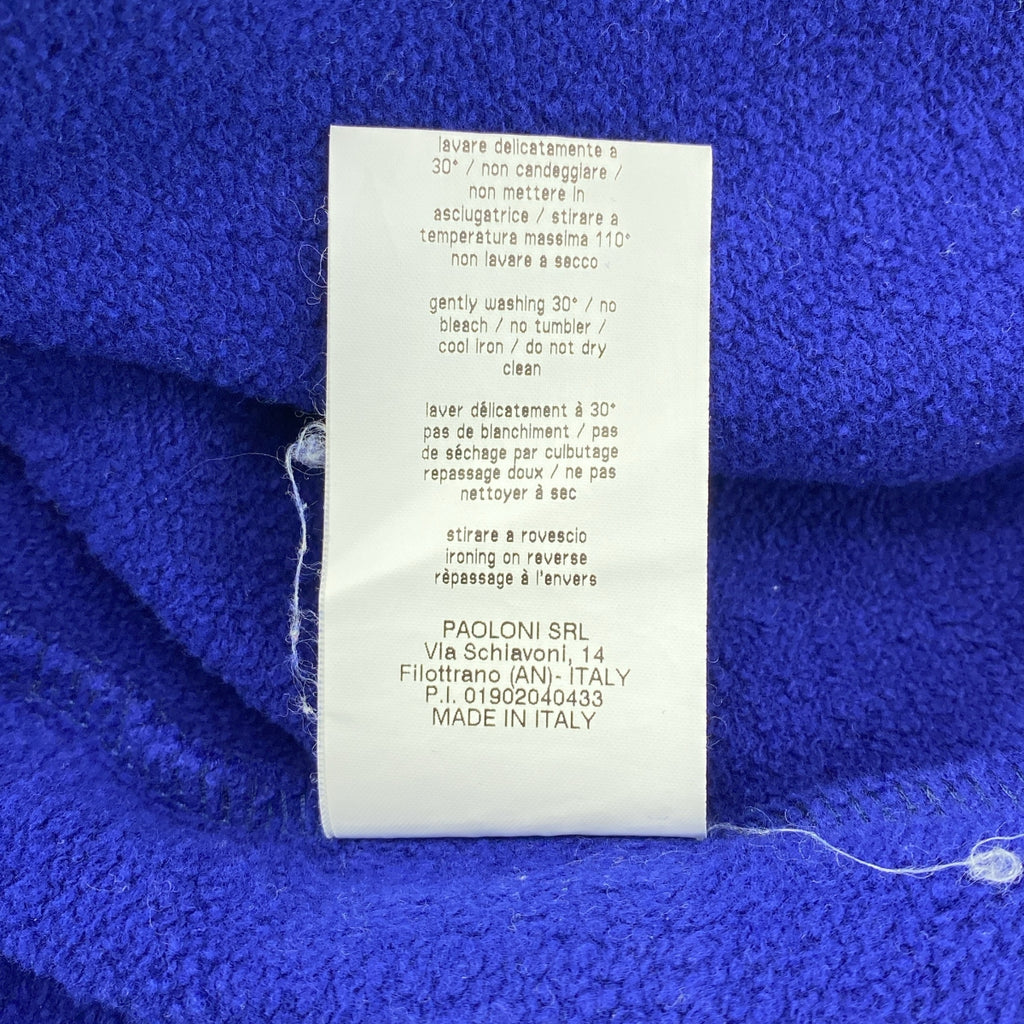 lavare delicatamente a
30° / non candeggiare /
non mettere in
asciugatrice / stirare a
temperatura massima 110°
non lavare a secco
gently washing 30° / no
bleach / no tumbler /
cool iron / do not dry
clean
laver délicatement à 30°
pas de blanchiment / pas
de séchage par culbutage
repassage doux / ne pas
nettoyer à sec
stirare a rovescio
ironing on reverse
rèpassage à l'envers
PAOLONI SRL
Via Schiavoni, 14
Filottrano (AN)- ITALY
P.I. 01902040433
MADE IN ITALY